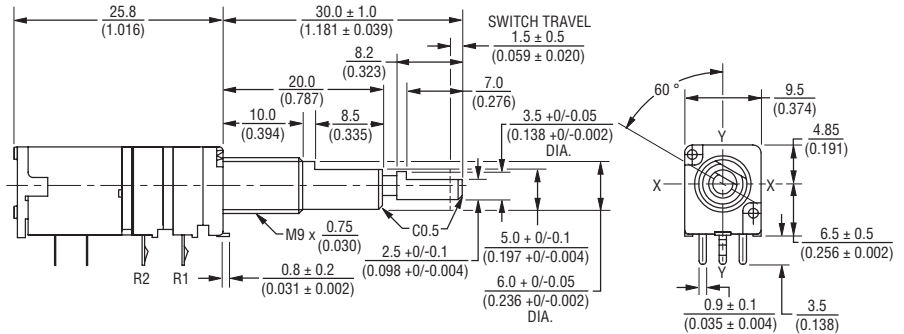 25.8
(1.016)
30.0 ± 1.0
(1.181 ± 0.039)
SWITCH TRAVEL
1.5 ± 0.5
(0.059 ± 0.020)
8.2
(0.323)
20.0
(0.787)
7.0
(0.276)
10.0
(0.394)
8.5
(0.335)
3.5 +0/-0.05
(0.138 +0/-0.002)
DIA.
60 °
9.5
(0.374)
4.85
(0.191)
Y
X
X
Y
M9 x 0.75
(0.030)
C0.5
R2
R1
0.8 ± 0.2
(0.031 ± 0.002)
2.5 +0/-0.1
(0.098 +0/-0.004)
5.0 + 0/-0.1
(0.197 +0/-0.004)
6.0 + 0/-0.05
(0.236 +0/-0.002)
DIA.
6.5 ± 0.5
(0.256 ± 0.002)
0.9 ± 0.1
(0.035 ± 0.004)
3.5
(0.138)